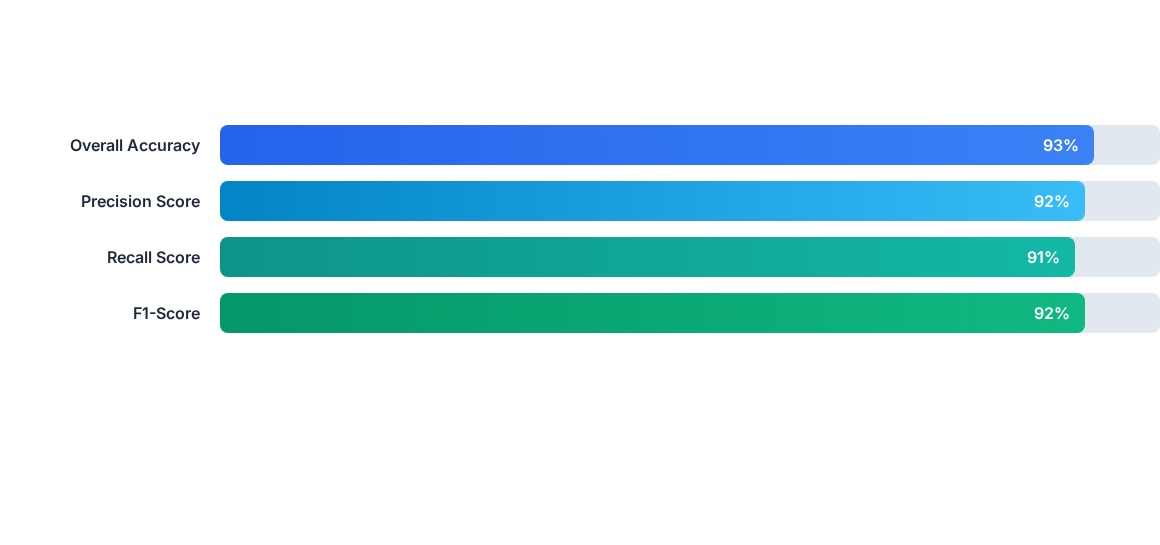 Overall Accuracy 93%
Precision Score 92%
Recall Score 91%
F1-Score 92%